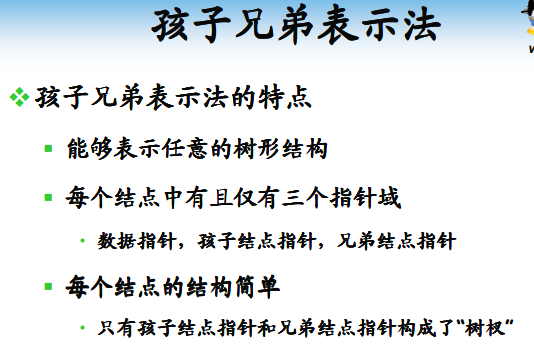 孩子兄弟表示法
孩子兄弟表示法的特点
能够表示任意的树形结构
每个结点中有且仅有三个指针域
数据指针，孩子结点指针，兄弟结点指针
每个结点的结构简单
只有孩子结点指针和兄弟结点指针构成了“树杈”